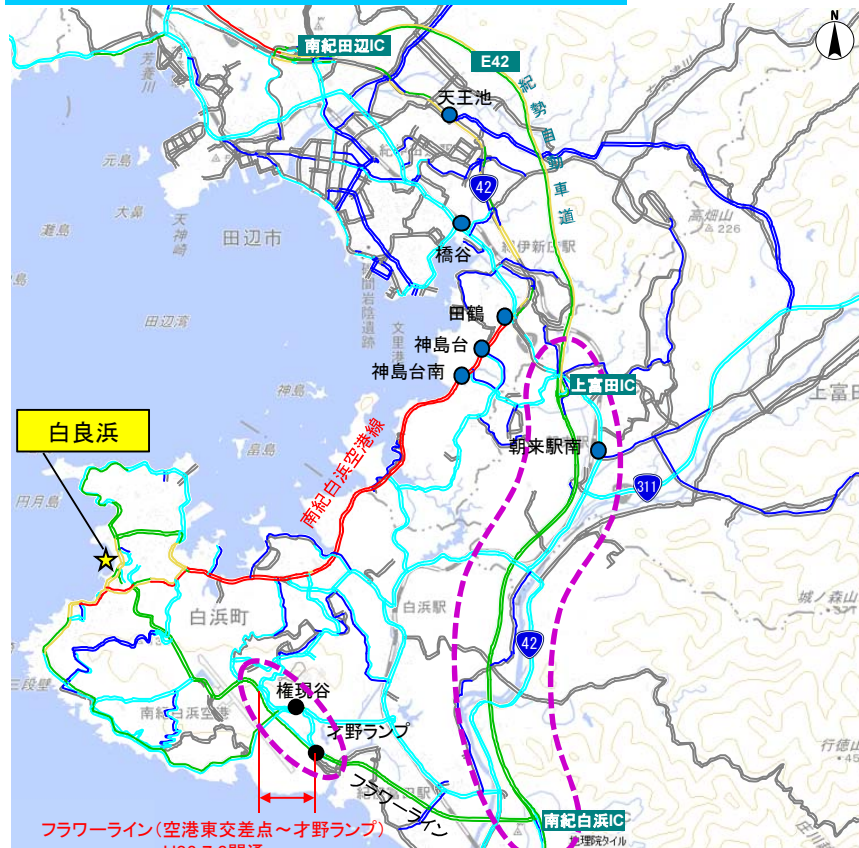 N
南紀田辺IC
E42
芳養川
天王池
紀勢自動車道
元島
42
大鼻
天神崎
高畑山
226
灘島
田辺市
橋谷
紀伊新庄駅
田鶴
田辺湾
文里港
神島台
神島台南
神島
上富田IC
上富田
白良浜
朝来駅南
畠島
南紀白浜空港線
311
円月島
白浜駅
城ノ森山
白浜町
42
三段壁
権現谷
南紀白浜空港
才野ランプ
フラワーライン
行徳山
南紀白浜IC
フラワーライン(空港東交差点~才野ランプ)
地理院タイル